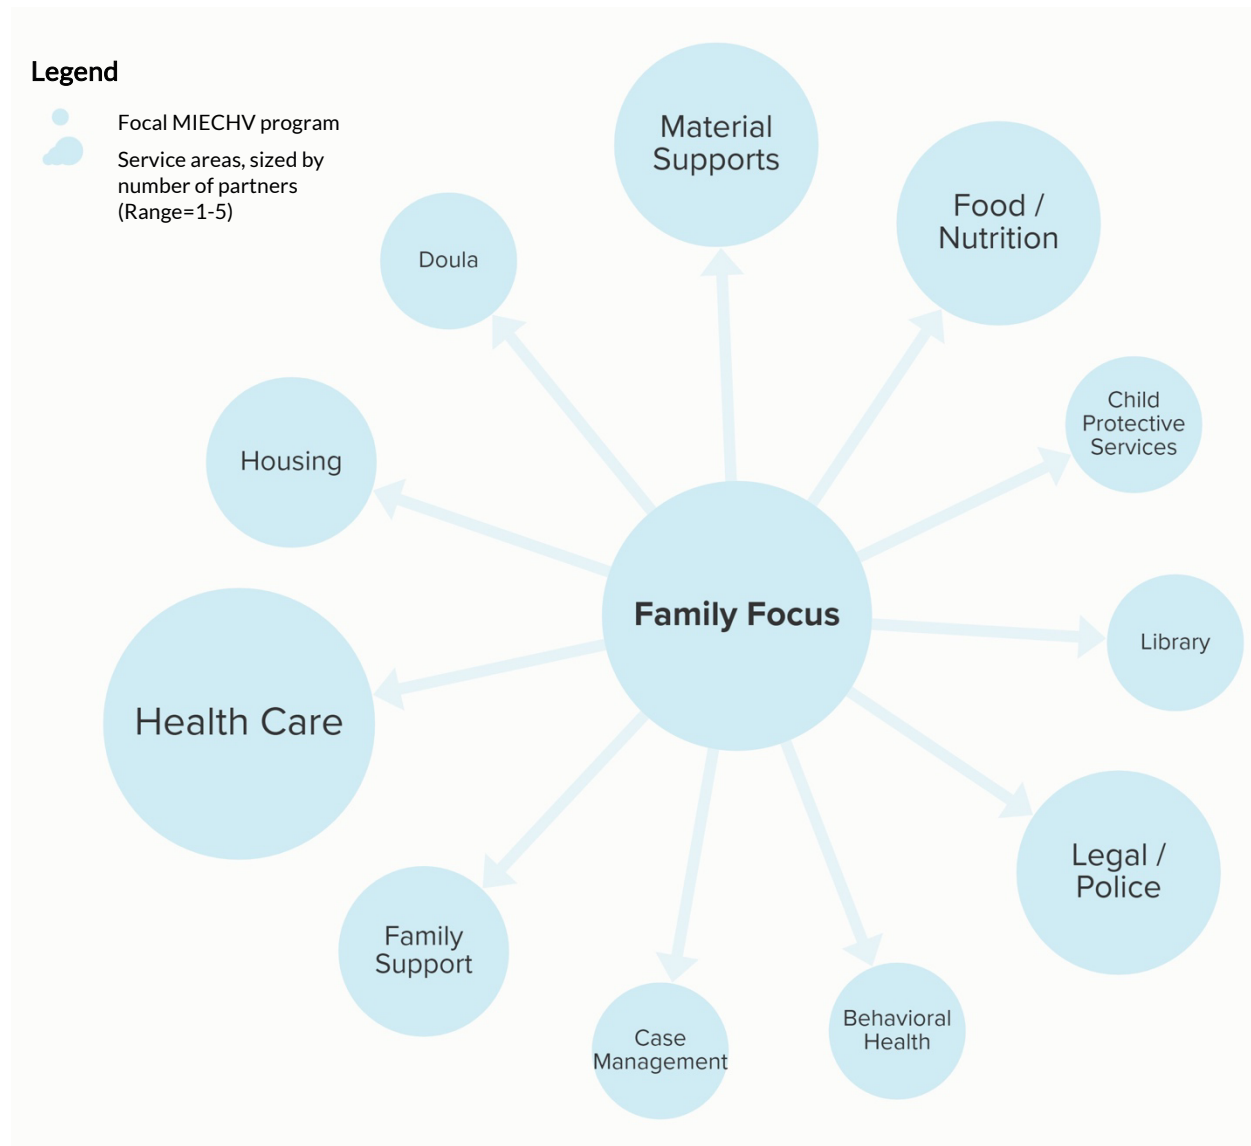 Legend
Focal MIECHV program
Service areas, sized by
number of partners
(Range=1-5)
Material
Supports
Food /
Nutrition
Doula
Child
Protective
Services
Housing
Family Focus
Library
Health Care
Legal /
Police
Family
Support
Case
Management
Behavioral
Health